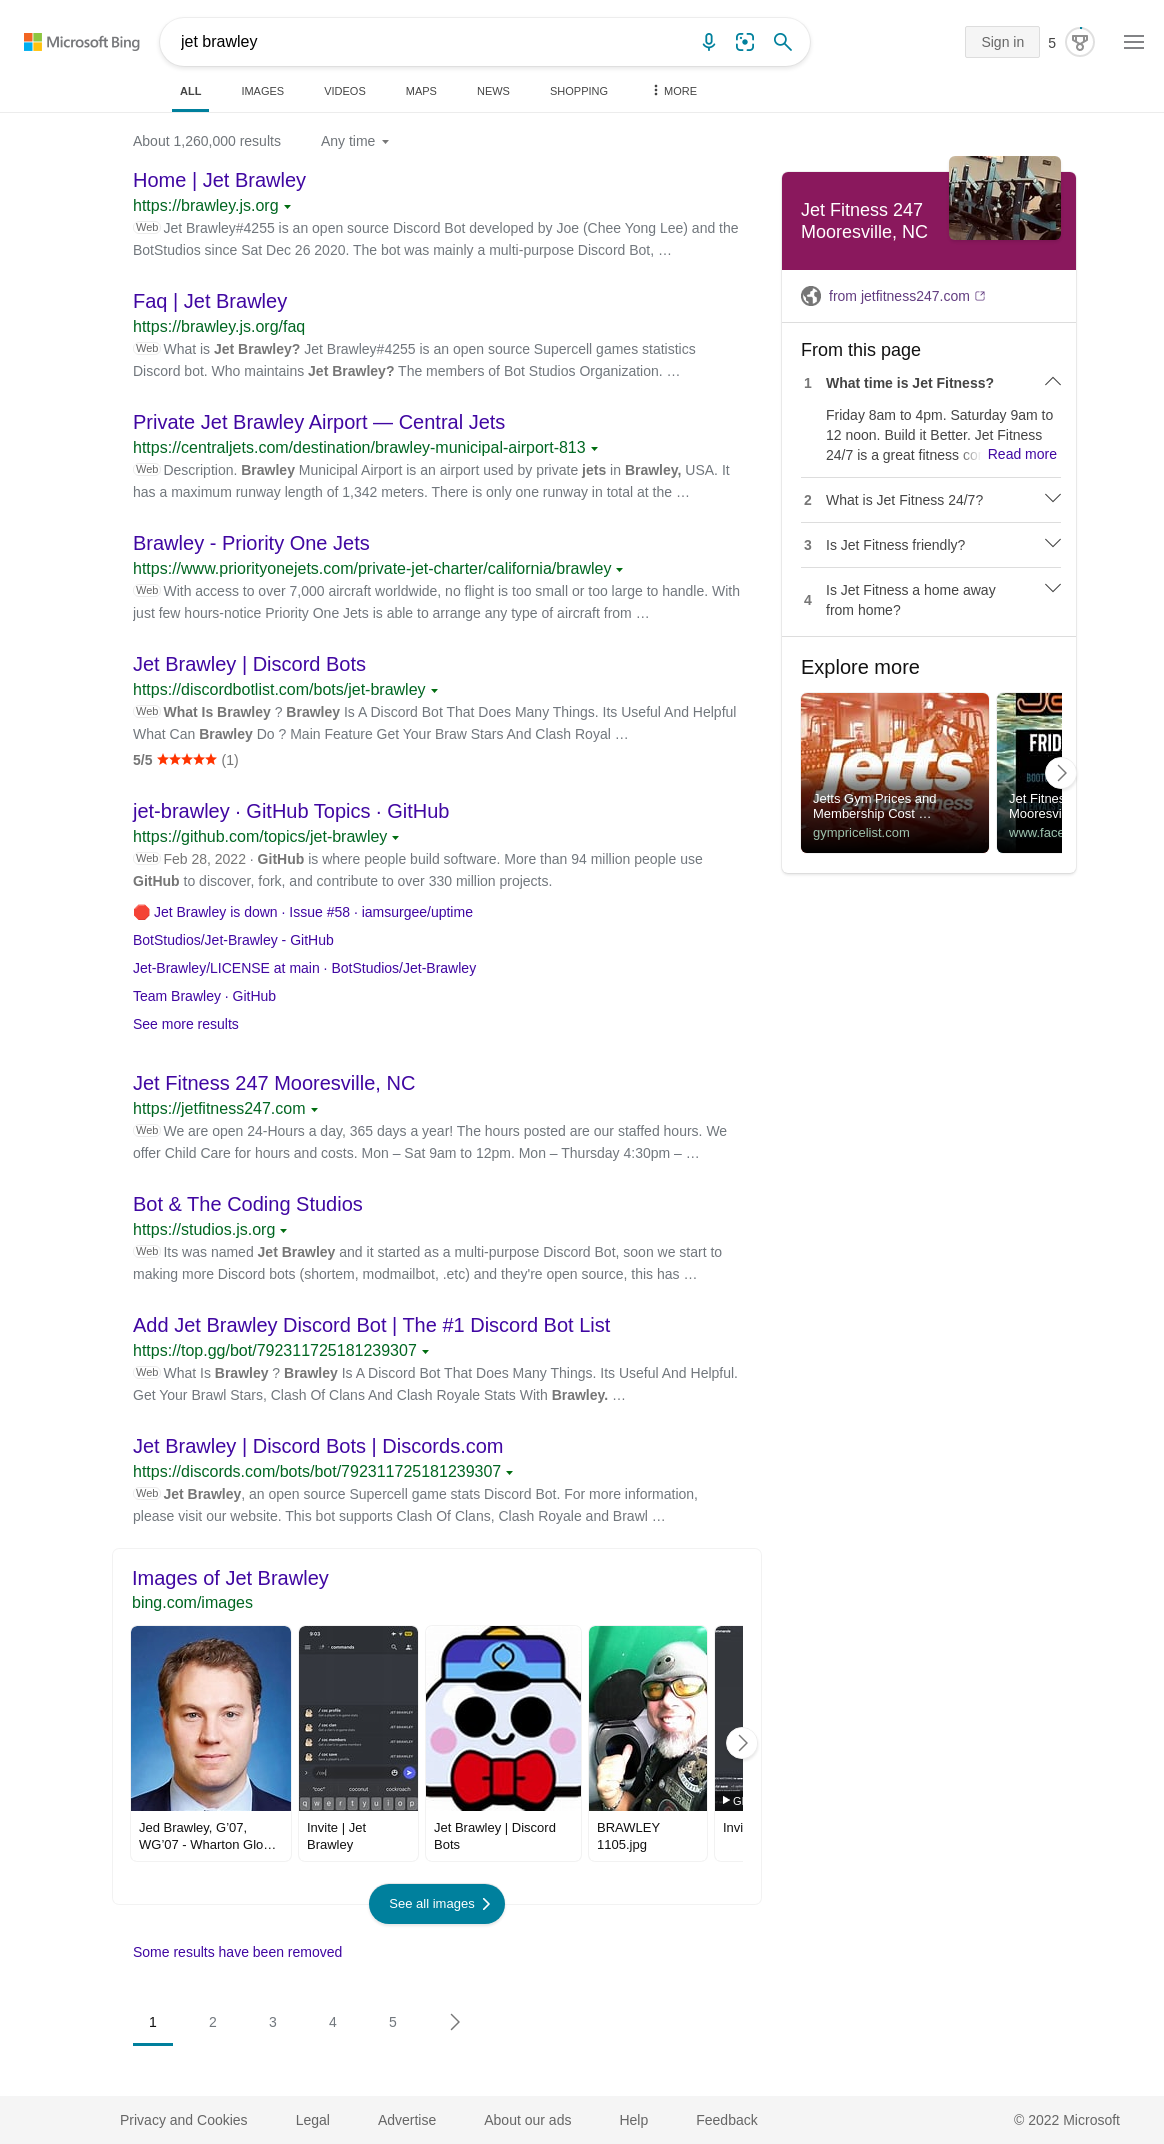 Microsoft Bing
jet brawley
Sign in
5
ALL
IMAGES
VIDEOS
MAPS
NEWS
SHOPPING
MORE
About 1,260,000 results
Any time
Home | Jet Brawley
https://brawley.js.org
Web Jet Brawley#4255 is an open source Discord Bot developed by Joe (Chee Yong Lee) and the
BotStudios since Sat Dec 26 2020. The bot was mainly a multi-purpose Discord Bot, …
Faq | Jet Brawley
https://brawley.js.org/faq
Web What is Jet Brawley? Jet Brawley#4255 is an open source Supercell games statistics
Discord bot. Who maintains Jet Brawley? The members of Bot Studios Organization. …
Private Jet Brawley Airport — Central Jets
https://centraljets.com/destination/brawley-municipal-airport-813
Web Description. Brawley Municipal Airport is an airport used by private jets in Brawley, USA. It
has a maximum runway length of 1,342 meters. There is only one runway in total at the …
Brawley - Priority One Jets
https://www.priorityonejets.com/private-jet-charter/california/brawley
Web With access to over 7,000 aircraft worldwide, no flight is too small or too large to handle. With
just few hours-notice Priority One Jets is able to arrange any type of aircraft from …
Jet Brawley | Discord Bots
https://discordbotlist.com/bots/jet-brawley
Web What Is Brawley ? Brawley Is A Discord Bot That Does Many Things. Its Useful And Helpful
What Can Brawley Do ? Main Feature Get Your Braw Stars And Clash Royal …
5/5 ★★★★★ (1)
jet-brawley · GitHub Topics · GitHub
https://github.com/topics/jet-brawley
Web Feb 28, 2022 · GitHub is where people build software. More than 94 million people use
GitHub to discover, fork, and contribute to over 330 million projects.
🛑 Jet Brawley is down · Issue #58 · iamsurgee/uptime
BotStudios/Jet-Brawley - GitHub
Jet-Brawley/LICENSE at main · BotStudios/Jet-Brawley
Team Brawley · GitHub
See more results
Jet Fitness 247 Mooresville, NC
https://jetfitness247.com
Web We are open 24-Hours a day, 365 days a year! The hours posted are our staffed hours. We
offer Child Care for hours and costs. Mon – Sat 9am to 12pm. Mon – Thursday 4:30pm – …
Bot & The Coding Studios
https://studios.js.org
Web Its was named Jet Brawley and it started as a multi-purpose Discord Bot, soon we start to
making more Discord bots (shortem, modmailbot, .etc) and they're open source, this has …
Add Jet Brawley Discord Bot | The #1 Discord Bot List
https://top.gg/bot/792311725181239307
Web What Is Brawley ? Brawley Is A Discord Bot That Does Many Things. Its Useful And Helpful.
Get Your Brawl Stars, Clash Of Clans And Clash Royale Stats With Brawley. …
Jet Brawley | Discord Bots | Discords.com
https://discords.com/bots/bot/792311725181239307
Web Jet Brawley, an open source Supercell game stats Discord Bot. For more information,
please visit our website. This bot supports Clash Of Clans, Clash Royale and Brawl …
Images of Jet Brawley
bing.com/images
9:03
commands
/ coc profile
/ coc clan
/ coc members
/ coc save
JET BRAWLEY
JET BRAWLEY
JET BRAWLEY
JET BRAWLEY
/coc
"coc" coconut cockroach
q w e r t y u i o p
Jed Brawley, G'07,
WG'07 - Wharton Glo…
Invite | Jet
Brawley
Jet Brawley | Discord
Bots
BRAWLEY
1105.jpg
Invi
See all images
Some results have been removed
1 2 3 4 5
Jet Fitness 247
Mooresville, NC
from jetfitness247.com
From this page
1 What time is Jet Fitness?
Friday 8am to 4pm. Saturday 9am to
12 noon. Build it Better. Jet Fitness
24/7 is a great fitness co Read more
2 What is Jet Fitness 24/7?
3 Is Jet Fitness friendly?
4 Is Jet Fitness a home away
from home?
Explore more
jetts
24 hour fitness
Jetts Gym Prices and
Membership Cost …
gympricelist.com
FRID
BOOT
Jet Fitnes
Mooresvi
www.face
Privacy and Cookies
Legal
Advertise
About our ads
Help
Feedback
© 2022 Microsoft